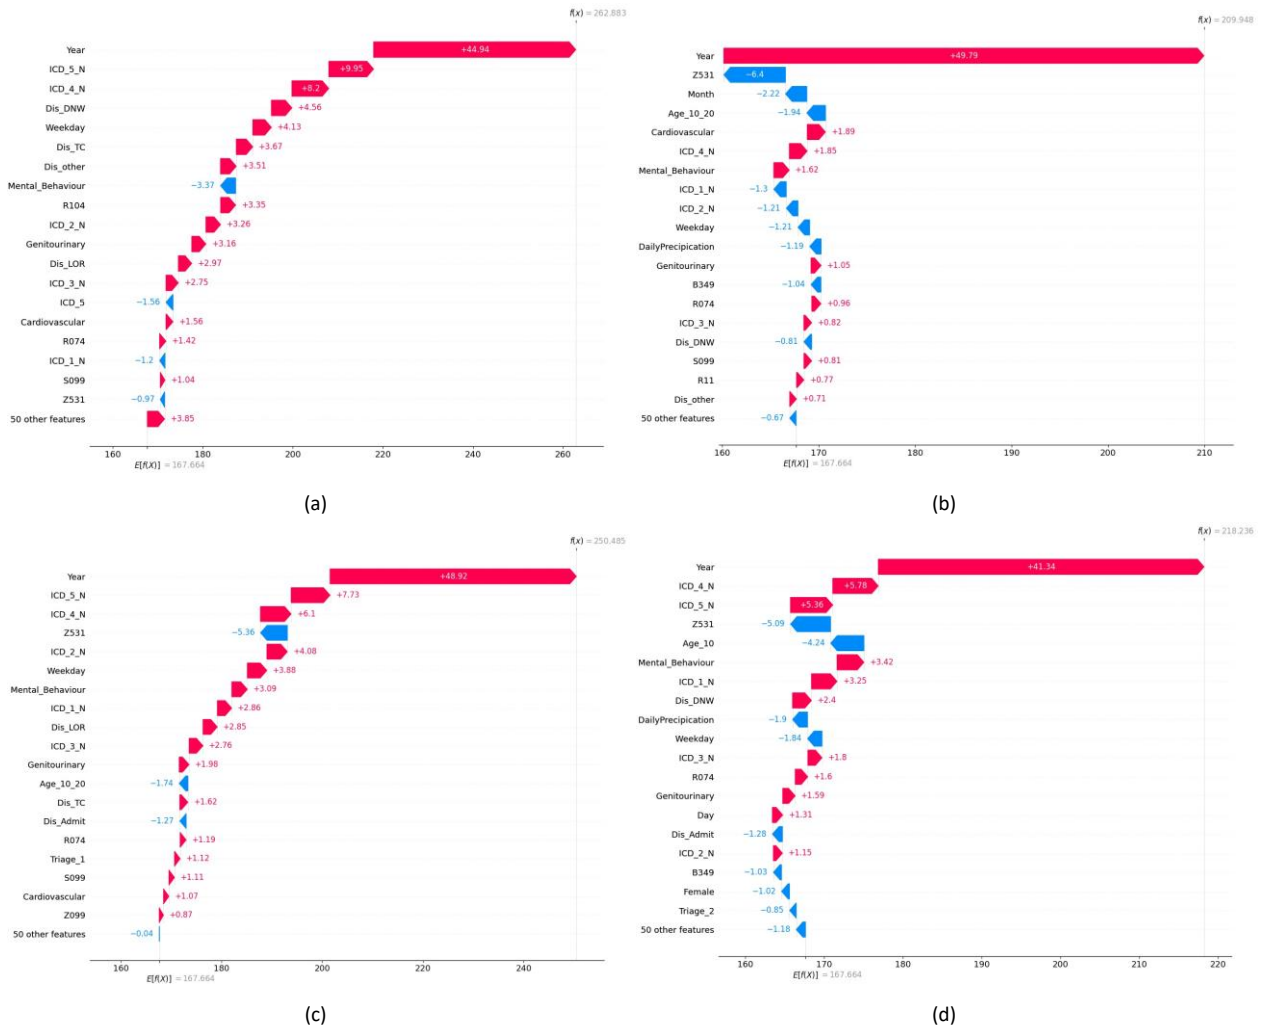 f(x) = 262.883
Year +44.94
ICD_5_N +9.95
ICD_4_N +8.2
Dis_DNW +4.56
Weekday +4.13
Dis_TC +3.67
Dis_other +3.51
Mental_Behaviour −3.37
R104 +3.35
ICD_2_N +3.26
Genitourinary +3.16
Dis_LOR +2.97
ICD_3_N +2.75
ICD_5 −1.56
Cardiovascular +1.56
R074 +1.42
ICD_1_N −1.2
S099 +1.04
Z531 −0.97
50 other features +3.85
160 180 200 220 240 260
E[f(X)] = 167.664
(a)
f(x) = 209.948
Year +49.79
Z531 −6.4
Month −2.22
Age_10_20 −1.94
Cardiovascular +1.89
ICD_4_N +1.85
Mental_Behaviour +1.62
ICD_1_N −1.3
ICD_2_N −1.21
Weekday −1.21
DailyPrecipication −1.19
Genitourinary +1.05
B349 −1.04
R074 +0.96
ICD_3_N +0.82
Dis_DNW −0.81
S099 +0.81
R11 +0.77
Dis_other +0.71
50 other features −0.67
160 170 180 190 200 210
E[f(X)] = 167.664
(b)
f(x) = 250.485
Year +48.92
ICD_5_N +7.73
ICD_4_N +6.1
Z531 −5.36
ICD_2_N +4.08
Weekday +3.88
Mental_Behaviour +3.09
ICD_1_N +2.86
Dis_LOR +2.85
ICD_3_N +2.76
Genitourinary +1.98
Age_10_20 −1.74
Dis_TC +1.62
Dis_Admit −1.27
R074 +1.19
Triage_1 +1.12
S099 +1.11
Cardiovascular +1.07
Z099 +0.87
50 other features −0.04
160 180 200 220 240
E[f(X)] = 167.664
(c)
f(x) = 218.236
Year +41.34
ICD_4_N +5.78
ICD_5_N +5.36
Z531 −5.09
Age_10 −4.24
Mental_Behaviour +3.42
ICD_1_N +3.25
Dis_DNW +2.4
DailyPrecipication −1.9
Weekday −1.84
ICD_3_N +1.8
R074 +1.6
Genitourinary +1.59
Day +1.31
Dis_Admit −1.28
ICD_2_N +1.15
B349 −1.03
Female −1.02
Triage_2 −0.85
50 other features −1.18
160 170 180 190 200 210 220
E[f(X)] = 167.664
(d)